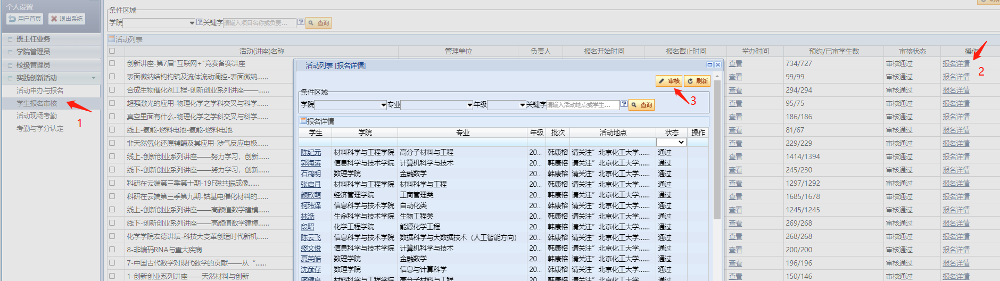 个人设置
用户首页
退出系统
班主任业务
学院管理员
校级管理员
实践创新活动
活动申办与报名
学生报名审核
活动现场考勤
考勤与学分认定
1
条件区域
学院 关键字 请输入项目名称或负责... 查询
活动列表
活动(讲座)名称 管理单位 负责人 报名开始时间 报名截止时间 举办时间 预约/已审学生数 审核状态 操作
创新讲座-第7届"互联网+"竞赛备赛讲座 查看 734/727 审核通过 报名详情
表面微纳结构构筑及流体流动调控-表面微纳...... 查看 99/99 审核通过 报名详情
合成生物催化剂工程-创新创业系列讲座——...... 查看 294/294 审核通过 报名详情
超强激光的应用-物理化学之学科交叉与科学... 查看 95/75 审核通过 报名详情
真空里面有什么-物理化学之学科交叉与科学... 查看 186/186 审核通过 报名详情
线上-氢能-燃料电池-氢能-燃料电池 查看 81/67 审核通过 报名详情
非天然氧化还原辅酶及其应用-涉气反应电极...... 查看 229/229 审核通过 报名详情
线上-创新创业系列讲座——努力学习，创新... 查看 1414/1394 审核通过 报名详情
线下-创新创业系列讲座——努力学习，创新... 查看 245/230 审核通过 报名详情
科研在云端第三季第十期-19F磁共振成像...... 查看 1297/1292 审核通过 报名详情
科研在云端第三季第九期-钴基电催化材料的... 查看 1685/1678 审核通过 报名详情
线上-创新创业系列讲座——高颜值数学建模... 查看 1245/1245 审核通过 报名详情
线下-创新创业系列讲座——高颜值数学建模... 查看 269/268 审核通过 报名详情
化学学院宏德讲坛-科技大变革创造时代新机...... 查看 268/268 审核通过 报名详情
8-非编码RNA与重大疾病 查看 200/200 审核通过 报名详情
7-中国古代数学对现代数学的贡献——从“...... 查看 196/196 审核通过 报名详情
1-创新创业系列讲座——天然材料与创新 查看 150/146 审核通过 报名详情
2
活动列表 [报名详情]
审核 刷新
3
条件区域
学院 专业 年级 关键字 请输入活动地点或学生... 查询
报名详情
学生 学院 专业 年级 批次 活动地点 状态 操作
陈纪元 材料科学与工程学院 高分子材料与工程 20... 韩康榕 请关注”北京化工大学...... 通过
郭海涛 信息科学与技术学院 计算机科学与技术 20... 韩康榕 请关注”北京化工大学...... 通过
石鸿明 数理学院 金融数学 20... 韩康榕 请关注”北京化工大学...... 通过
张启月 材料科学与工程学院 材料科学与工程 20... 韩康榕 请关注”北京化工大学...... 通过
颜欣萌 经济管理学院 工商管理类 20... 韩康榕 请关注”北京化工大学...... 通过
柯玮泽 信息科学与技术学院 自动化类 20... 韩康榕 请关注”北京化工大学...... 通过
林湉 生命科学与技术学院 生物工程类 20... 韩康榕 请关注”北京化工大学...... 通过
段昭 化学工程学院 能源化学工程 20... 韩康榕 请关注”北京化工大学...... 通过
陈云飞 信息科学与技术学院 数据科学与大数据技术（人工智能方向） 20... 韩康榕 请关注”北京化工大学...... 通过
缪文俊 信息科学与技术学院 计算机科学与技术 20... 韩康榕 请关注”北京化工大学...... 通过
夏英皓 数理学院 金融数学 20... 韩康榕 请关注”北京化工大学...... 通过
沈彦存 数理学院 信息与计算科学 20... 韩康榕 请关注”北京化工大学...... 通过
材料科学与工程学院 高分子材料与工程 20... 韩康榕 请关注”北京化工大学...... 通过